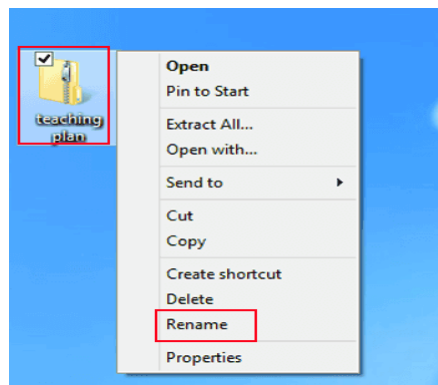 teaching
plan
Open
Pin to Start
Extract All...
Open with...
Send to
Cut
Copy
Create shortcut
Delete
Rename
Properties